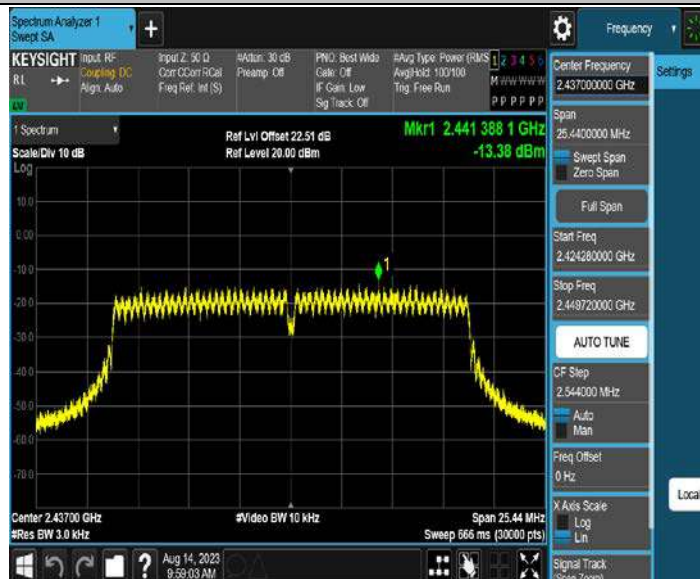 Spectrum Analyzer 1
Swept SA
+
Frequency
KEYSIGHT
RL
Input: RF
Coupling: DC
Align: Auto
Input Z: 50 Ω
Corr CCorr RCal
Freq Ref: Int (S)
#Atten: 30 dB
Preamp: Off
PNO: Best Wide
Gate: Off
IF Gain: Low
Sig Track: Off
#Avg Type: Power (RMS
Avg|Hold: 100/100
Trig: Free Run
1 2 3 4 5 6
M W W W W W
P P P P P P
1 Spectrum
Scale/Div 10 dB
Log
Ref Lvl Offset 22.51 dB
Ref Level 20.00 dBm
Mkr1 2.441 388 1 GHz
-13.38 dBm
10.0
0.00
-10.0
-20.0
-30.0
-40.0
-50.0
-60.0
-70.0
1
Center 2.43700 GHz
#Res BW 3.0 kHz
#Video BW 10 kHz
Span 25.44 MHz
Sweep 666 ms (30000 pts)
Aug 14, 2023
9:59:03 AM
?
Center Frequency
2.437000000 GHz
Settings
Span
25.4400000 MHz
Swept Span
Zero Span
Full Span
Start Freq
2.424280000 GHz
Stop Freq
2.449720000 GHz
AUTO TUNE
CF Step
2.544000 MHz
Auto
Man
Freq Offset
0 Hz
X Axis Scale
Log
Lin
Local
Signal Track
(Span Zoom)